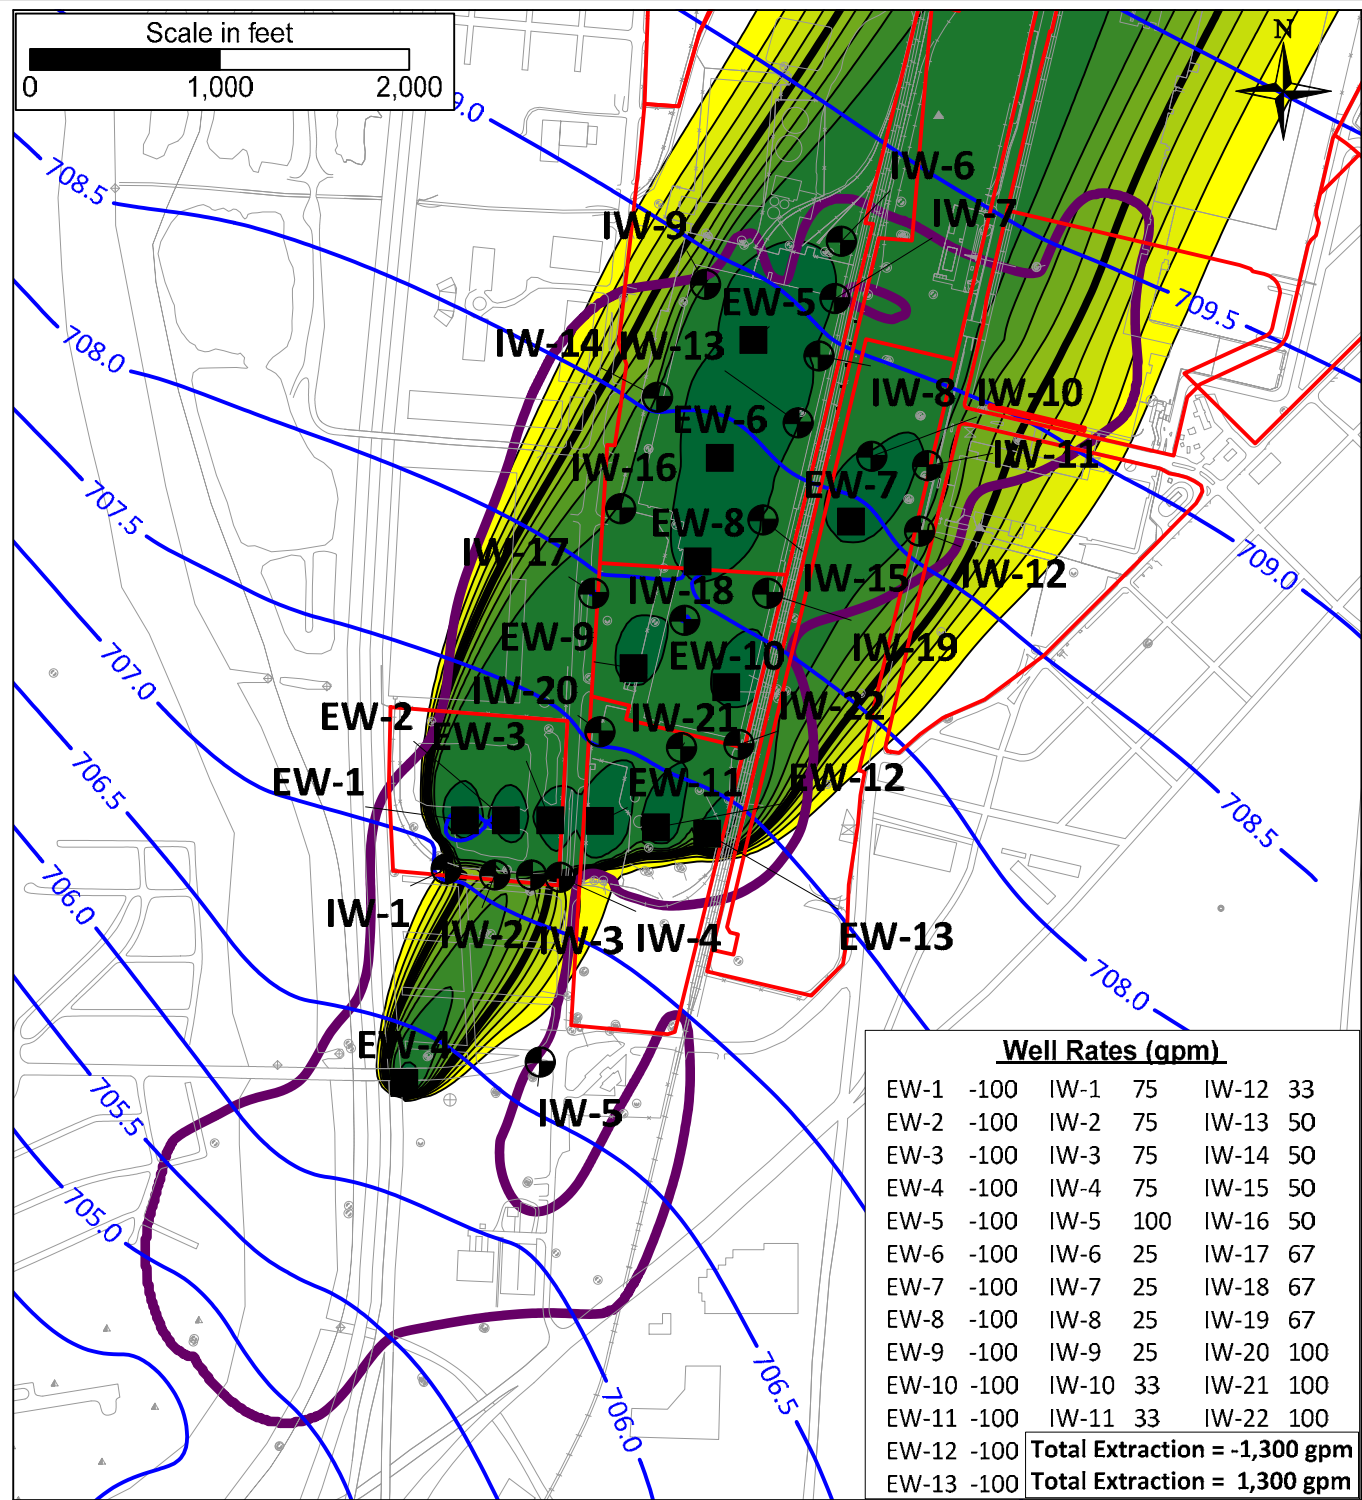 Scale in feet
0 1,000 2,000
N
9.0
708.5
708.0
707.5
707.0
706.5
706.0
705.5
705.0
709.5
709.0
708.5
708.0
706.5
706.0
IW-6
IW-7
IW-9
EW-5
IW-14
IW-13
IW-8
IW-10
EW-6
IW-11
IW-16
EW-7
EW-8
IW-17
IW-15
IW-12
IW-18
EW-9
EW-10
IW-19
IW-20
IW-21
IW-22
EW-2
EW-3
EW-1
EW-11
EW-12
IW-1
IW-2
IW-3
IW-4
EW-13
EW-4
IW-5
Well Rates (gpm)
EW-1 -100 IW-1 75 IW-12 33
EW-2 -100 IW-2 75 IW-13 50
EW-3 -100 IW-3 75 IW-14 50
EW-4 -100 IW-4 75 IW-15 50
EW-5 -100 IW-5 100 IW-16 50
EW-6 -100 IW-6 25 IW-17 67
EW-7 -100 IW-7 25 IW-18 67
EW-8 -100 IW-8 25 IW-19 67
EW-9 -100 IW-9 25 IW-20 100
EW-10 -100 IW-10 33 IW-21 100
EW-11 -100 IW-11 33 IW-22 100
EW-12 -100 Total Extraction = -1,300 gpm
EW-13 -100 Total Extraction = 1,300 gpm